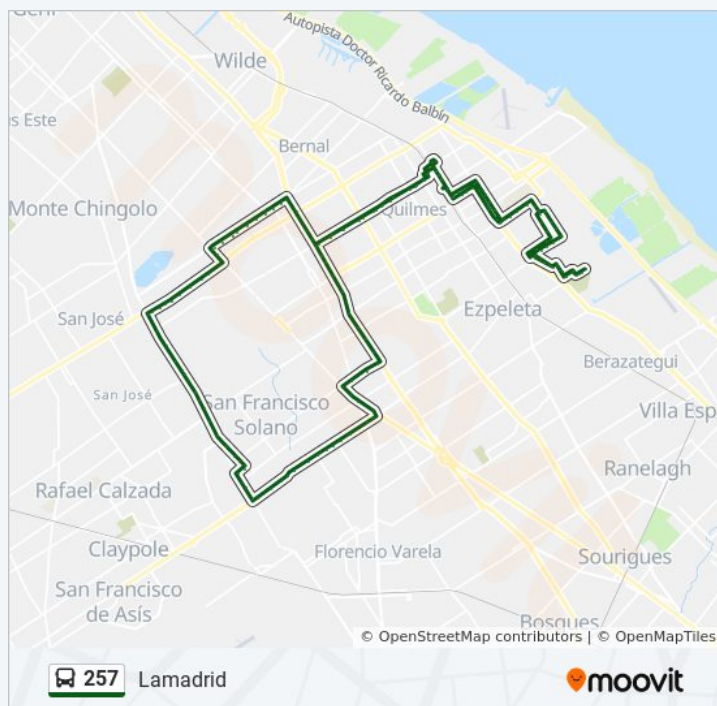 Wilde
Autopista Doctor Ricardo Balbín
Bernal
Monte Chingolo
Quilmes
Ezpeleta
San José
Berazategui
San José
San Francisco
Solano
Villa Esp
Ranelagh
Rafael Calzada
Claypole
Florencio Varela
Sourigues
San Francisco
de Asís
Bosques
© OpenStreetMap contributors | © OpenMapTiles
257 Lamadrid
moovit